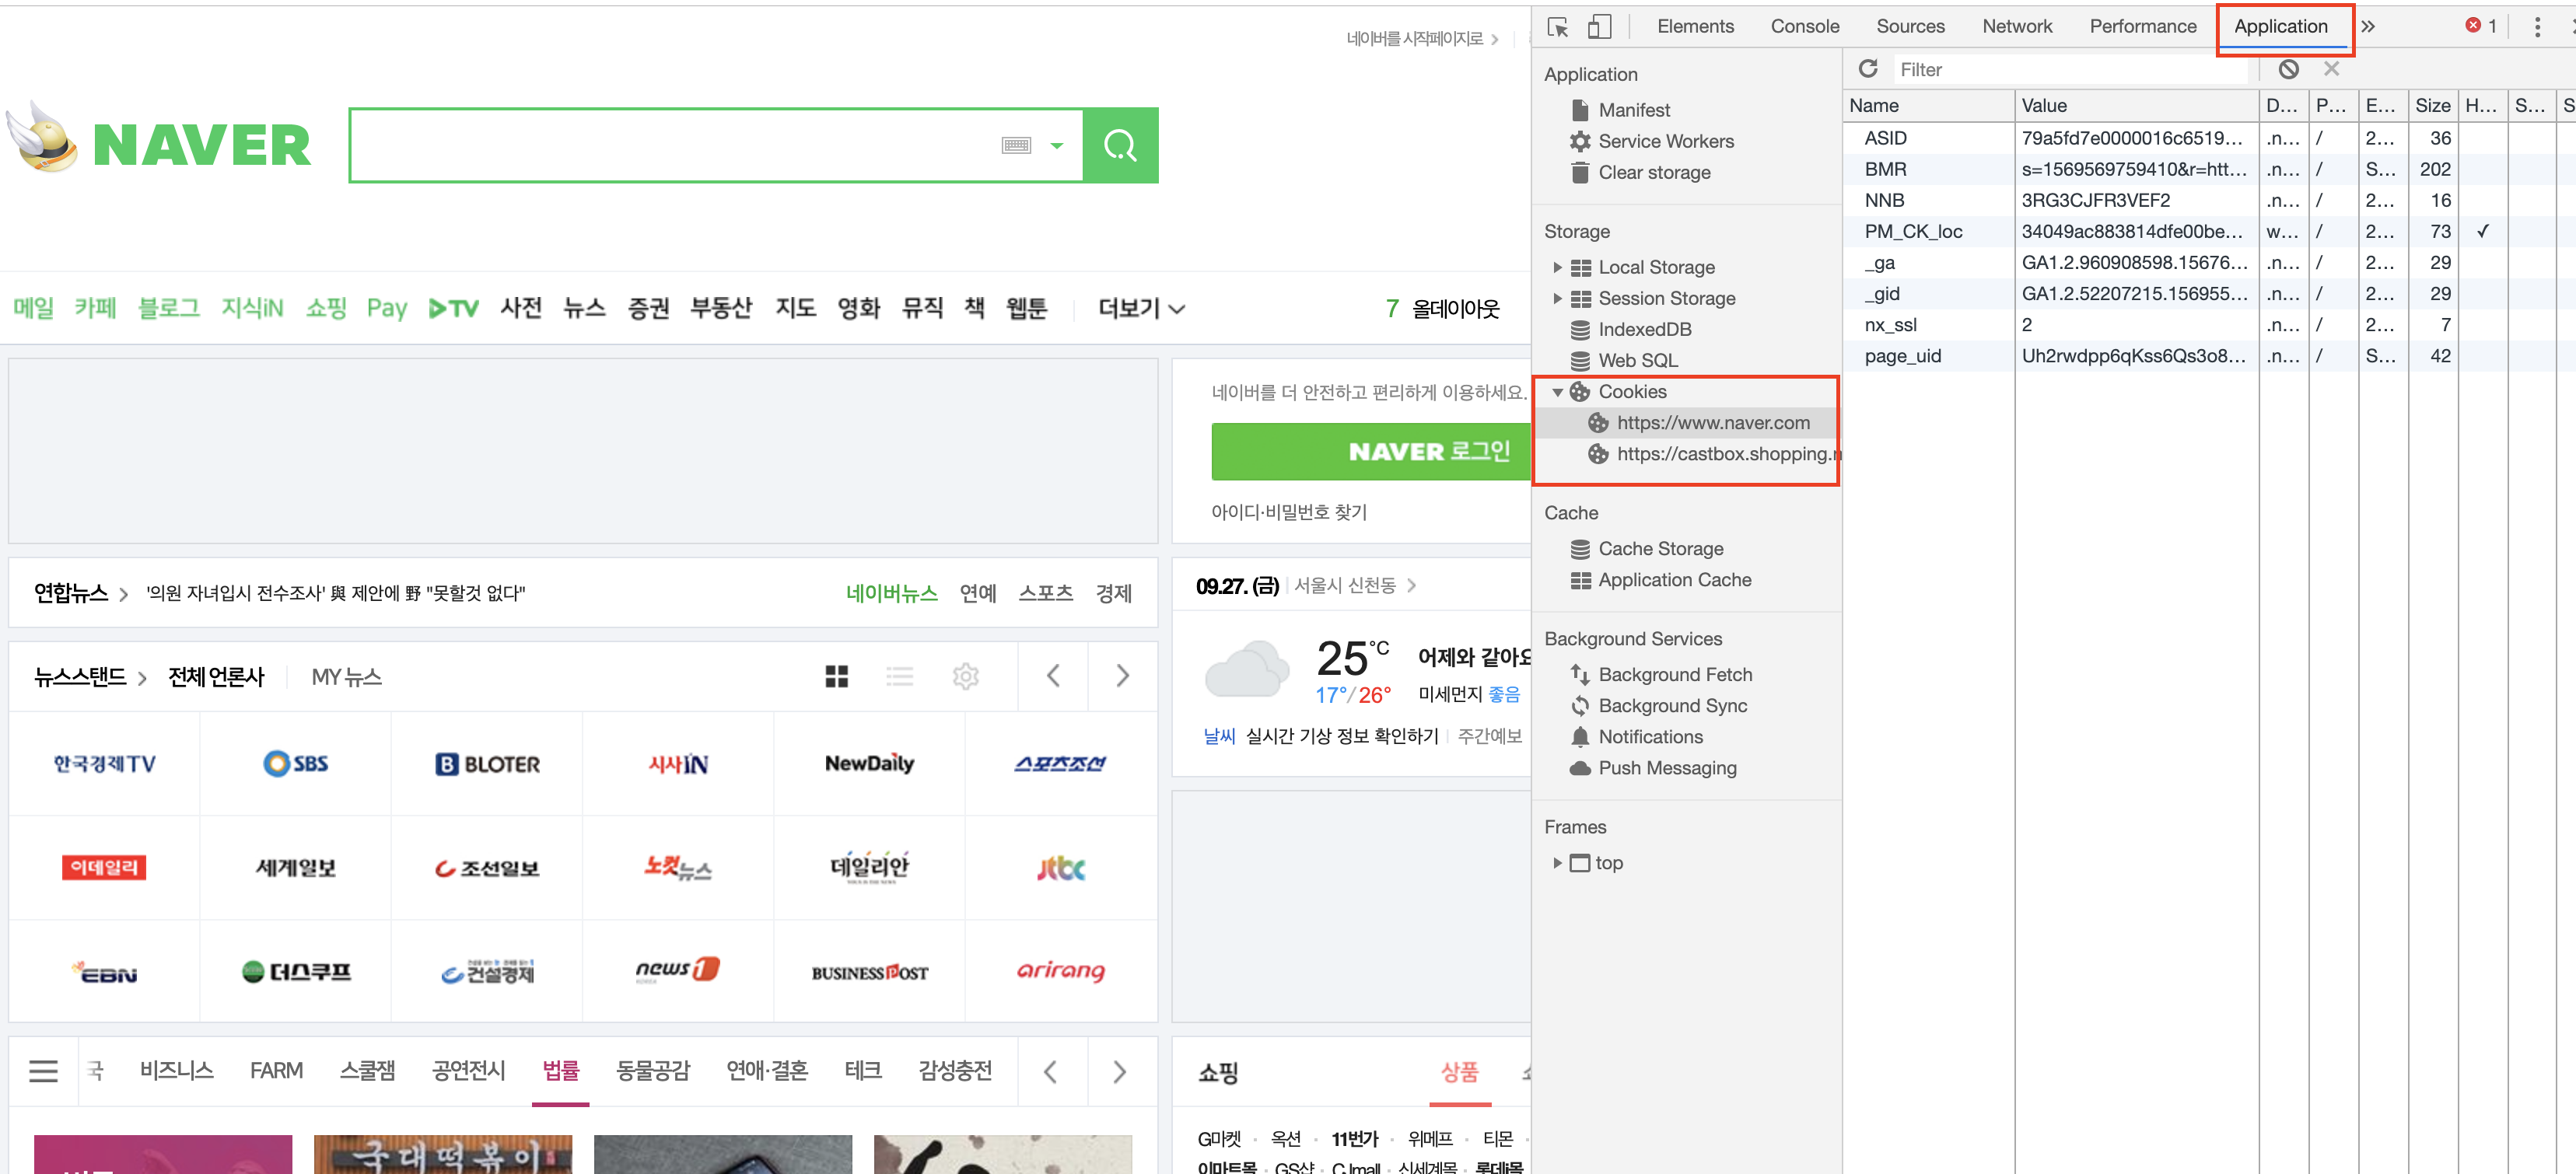 네이버를 시작페이지로
NAVER
메일 카페 블로그 지식iN 쇼핑 Pay TV 사전 뉴스 증권 부동산 지도 영화 뮤직 책 웹툰 더보기
7 올데이아웃
네이버를 더 안전하고 편리하게 이용하세요.
NAVER 로그인
아이디·비밀번호 찾기
연합뉴스 '의원 자녀입시 전수조사' 與 제안에 野 "못할것 없다"
네이버뉴스 연예 스포츠 경제
뉴스스탠드 전체 언론사 MY 뉴스
한국경제TV SBS BLOTER 시사iN NewDaily 스포츠조선
이데일리 세계일보 조선일보 노컷뉴스 데일리안 jtbc
EBN 더스쿠프 건설경제 news1 BUSINESSPOST arirang
09.27. (금) 서울시 신천동
25°C 어제와 같아요
17°/26° 미세먼지 좋음
날씨 실시간 기상 정보 확인하기 주간예보
국 비즈니스 FARM 스쿨잼 공연전시 법률 동물공감 연애·결혼 테크 감성충전
국대떡볶이
쇼핑 상품
G마켓 · 옥션 · 11번가 · 위메프 · 티몬 ·
이마트몰 · GS샵 · CJmall · 신세계몰 · 롯데i몰
Elements Console Sources Network Performance Application » 1
Application
Manifest
Service Workers
Clear storage
Storage
Local Storage
Session Storage
IndexedDB
Web SQL
Cookies
https://www.naver.com
https://castbox.shopping.n
Cache
Cache Storage
Application Cache
Background Services
Background Fetch
Background Sync
Notifications
Push Messaging
Frames
top
Filter
Name Value D... P... E... Size H... S... S
ASID 79a5fd7e0000016c6519... .n... / 2... 36
BMR s=1569569759410&r=htt... .n... / S... 202
NNB 3RG3CJFR3VEF2 .n... / 2... 16
PM_CK_loc 34049ac883814dfe00be... w... / 2... 73 ✓
_ga GA1.2.960908598.15676... .n... / 2... 29
_gid GA1.2.52207215.156955... .n... / 2... 29
nx_ssl 2 .n... / 2... 7
page_uid Uh2rwdpp6qKss6Qs3o8... .n... / S... 42